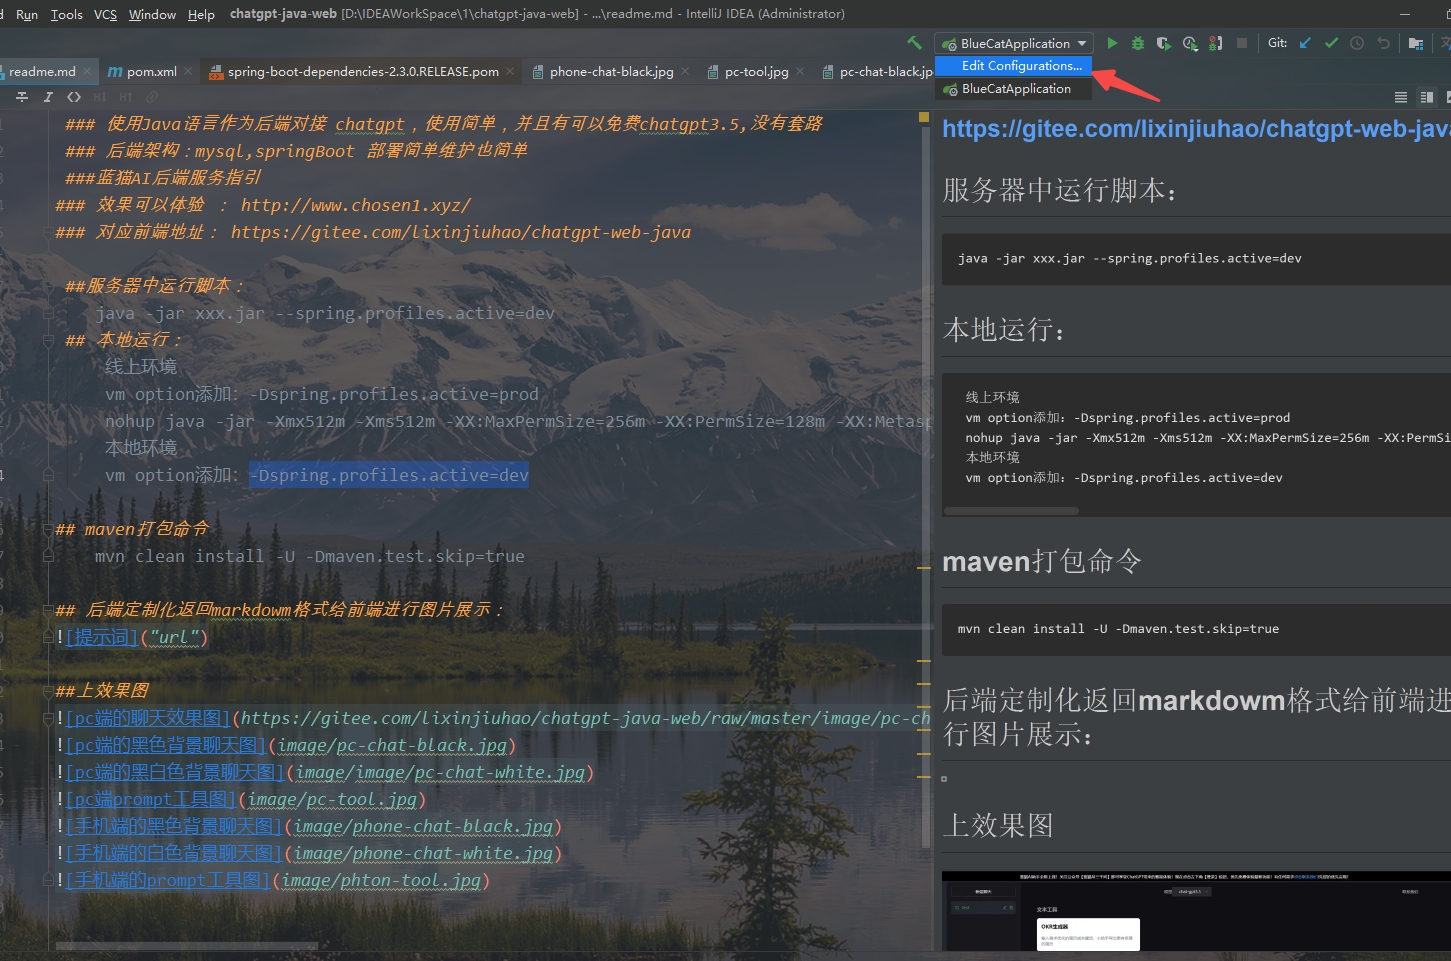 Run Tools VCS Window Help chatgpt-java-web [D:\IDEAWorkSpace\1\chatgpt-java-web] - ...\readme.md - IntelliJ IDEA (Administrator)
BlueCatApplication Git:
readme.md pom.xml spring-boot-dependencies-2.3.0.RELEASE.pom phone-chat-black.jpg pc-tool.jpg pc-chat-black.jp
Edit Configurations...
BlueCatApplication
### 使用Java语言作为后端对接 chatgpt，使用简单，并且有可以免费chatgpt3.5,没有套路
### 后端架构：mysql,springBoot 部署简单维护也简单
###蓝猫AI后端服务指引
### 效果可以体验 ： http://www.chosen1.xyz/
### 对应前端地址： https://gitee.com/lixinjiuhao/chatgpt-web-java
##服务器中运行脚本：
java -jar xxx.jar --spring.profiles.active=dev
## 本地运行：
线上环境
vm option添加：-Dspring.profiles.active=prod
nohup java -jar -Xmx512m -Xms512m -XX:MaxPermSize=256m -XX:PermSize=128m -XX:Metasp
本地环境
vm option添加：-Dspring.profiles.active=dev
## maven打包命令
mvn clean install -U -Dmaven.test.skip=true
## 后端定制化返回markdowm格式给前端进行图片展示：
![提示词]("url")
##上效果图
![pc端的聊天效果图](https://gitee.com/lixinjiuhao/chatgpt-java-web/raw/master/image/pc-ch
![pc端的黑色背景聊天图](image/pc-chat-black.jpg)
![pc端的黑白色背景聊天图](image/image/pc-chat-white.jpg)
![pc端prompt工具图](image/pc-tool.jpg)
![手机端的黑色背景聊天图](image/phone-chat-black.jpg)
![手机端的白色背景聊天图](image/phone-chat-white.jpg)
![手机端的prompt工具图](image/phton-tool.jpg)
https://gitee.com/lixinjiuhao/chatgpt-web-java
服务器中运行脚本：
java -jar xxx.jar --spring.profiles.active=dev
本地运行：
线上环境
vm option添加：-Dspring.profiles.active=prod
nohup java -jar -Xmx512m -Xms512m -XX:MaxPermSize=256m -XX:PermSi
本地环境
vm option添加：-Dspring.profiles.active=dev
maven打包命令
mvn clean install -U -Dmaven.test.skip=true
后端定制化返回markdowm格式给前端进
行图片展示：
上效果图
文本工具
OKR生成器